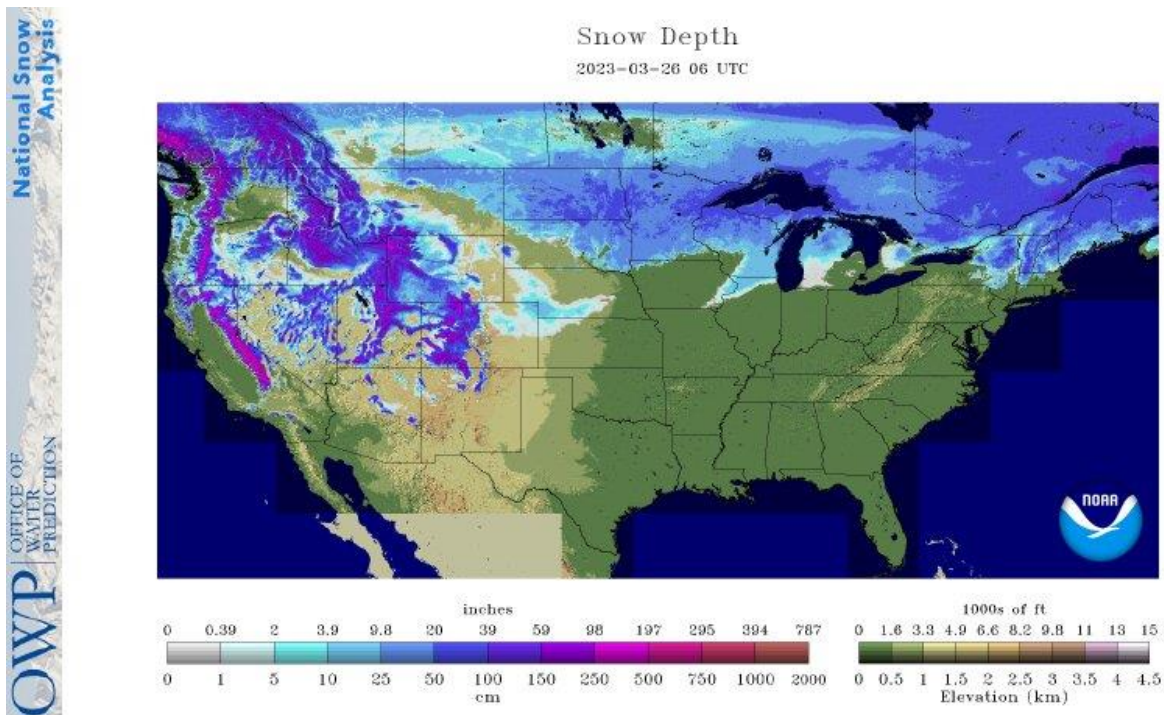 National Snow
Analysis
OWP
OFFICE OF
WATER
PREDICTION
Snow Depth
2023-03-26 06 UTC
NOAA
inches
0 0.39 2 3.9 9.8 20 39 59 98 197 295 394 787
0 1 5 10 25 50 100 150 250 500 750 1000 2000
cm
1000s of ft
0 1.6 3.3 4.9 6.6 8.2 9.8 11 13 15
0 0.5 1 1.5 2 2.5 3 3.5 4 4.5
Elevation (km)